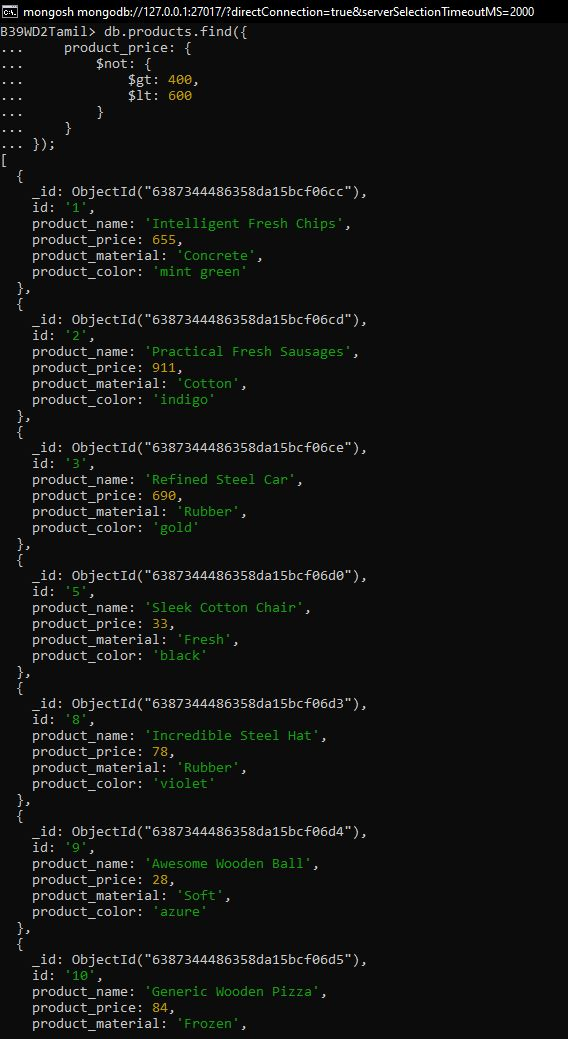 mongosh mongodb://127.0.0.1:27017/?directConnection=true&serverSelectionTimeoutMS=2000
B39WD2Tamil> db.products.find({
...     product_price: {
...         $not: {
...             $gt: 400,
...             $lt: 600
...         }
...     }
... });
[
  {
    _id: ObjectId("6387344486358da15bcf06cc"),
    id: '1',
    product_name: 'Intelligent Fresh Chips',
    product_price: 655,
    product_material: 'Concrete',
    product_color: 'mint green'
  },
  {
    _id: ObjectId("6387344486358da15bcf06cd"),
    id: '2',
    product_name: 'Practical Fresh Sausages',
    product_price: 911,
    product_material: 'Cotton',
    product_color: 'indigo'
  },
  {
    _id: ObjectId("6387344486358da15bcf06ce"),
    id: '3',
    product_name: 'Refined Steel Car',
    product_price: 690,
    product_material: 'Rubber',
    product_color: 'gold'
  },
  {
    _id: ObjectId("6387344486358da15bcf06d0"),
    id: '5',
    product_name: 'Sleek Cotton Chair',
    product_price: 33,
    product_material: 'Fresh',
    product_color: 'black'
  },
  {
    _id: ObjectId("6387344486358da15bcf06d3"),
    id: '8',
    product_name: 'Incredible Steel Hat',
    product_price: 78,
    product_material: 'Rubber',
    product_color: 'violet'
  },
  {
    _id: ObjectId("6387344486358da15bcf06d4"),
    id: '9',
    product_name: 'Awesome Wooden Ball',
    product_price: 28,
    product_material: 'Soft',
    product_color: 'azure'
  },
  {
    _id: ObjectId("6387344486358da15bcf06d5"),
    id: '10',
    product_name: 'Generic Wooden Pizza',
    product_price: 84,
    product_material: 'Frozen',